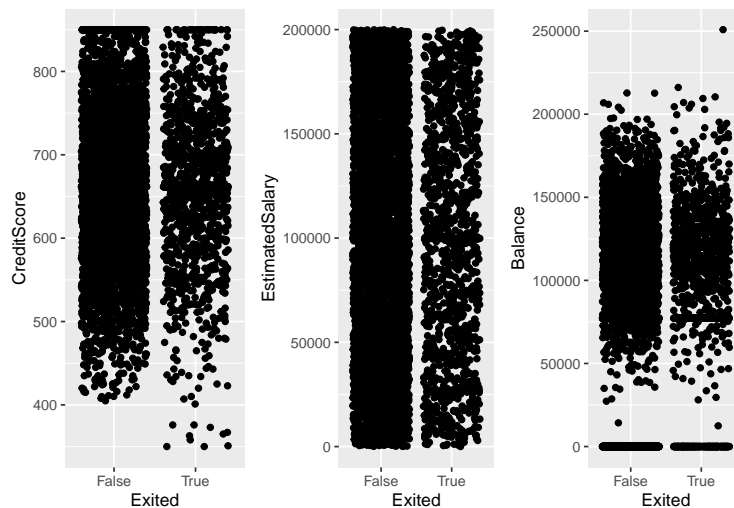 CreditScore
800
700
600
500
400
False
True
Exited
EstimatedSalary
200000
150000
100000
50000
0
False
True
Exited
Balance
250000
200000
150000
100000
50000
0
False
True
Exited